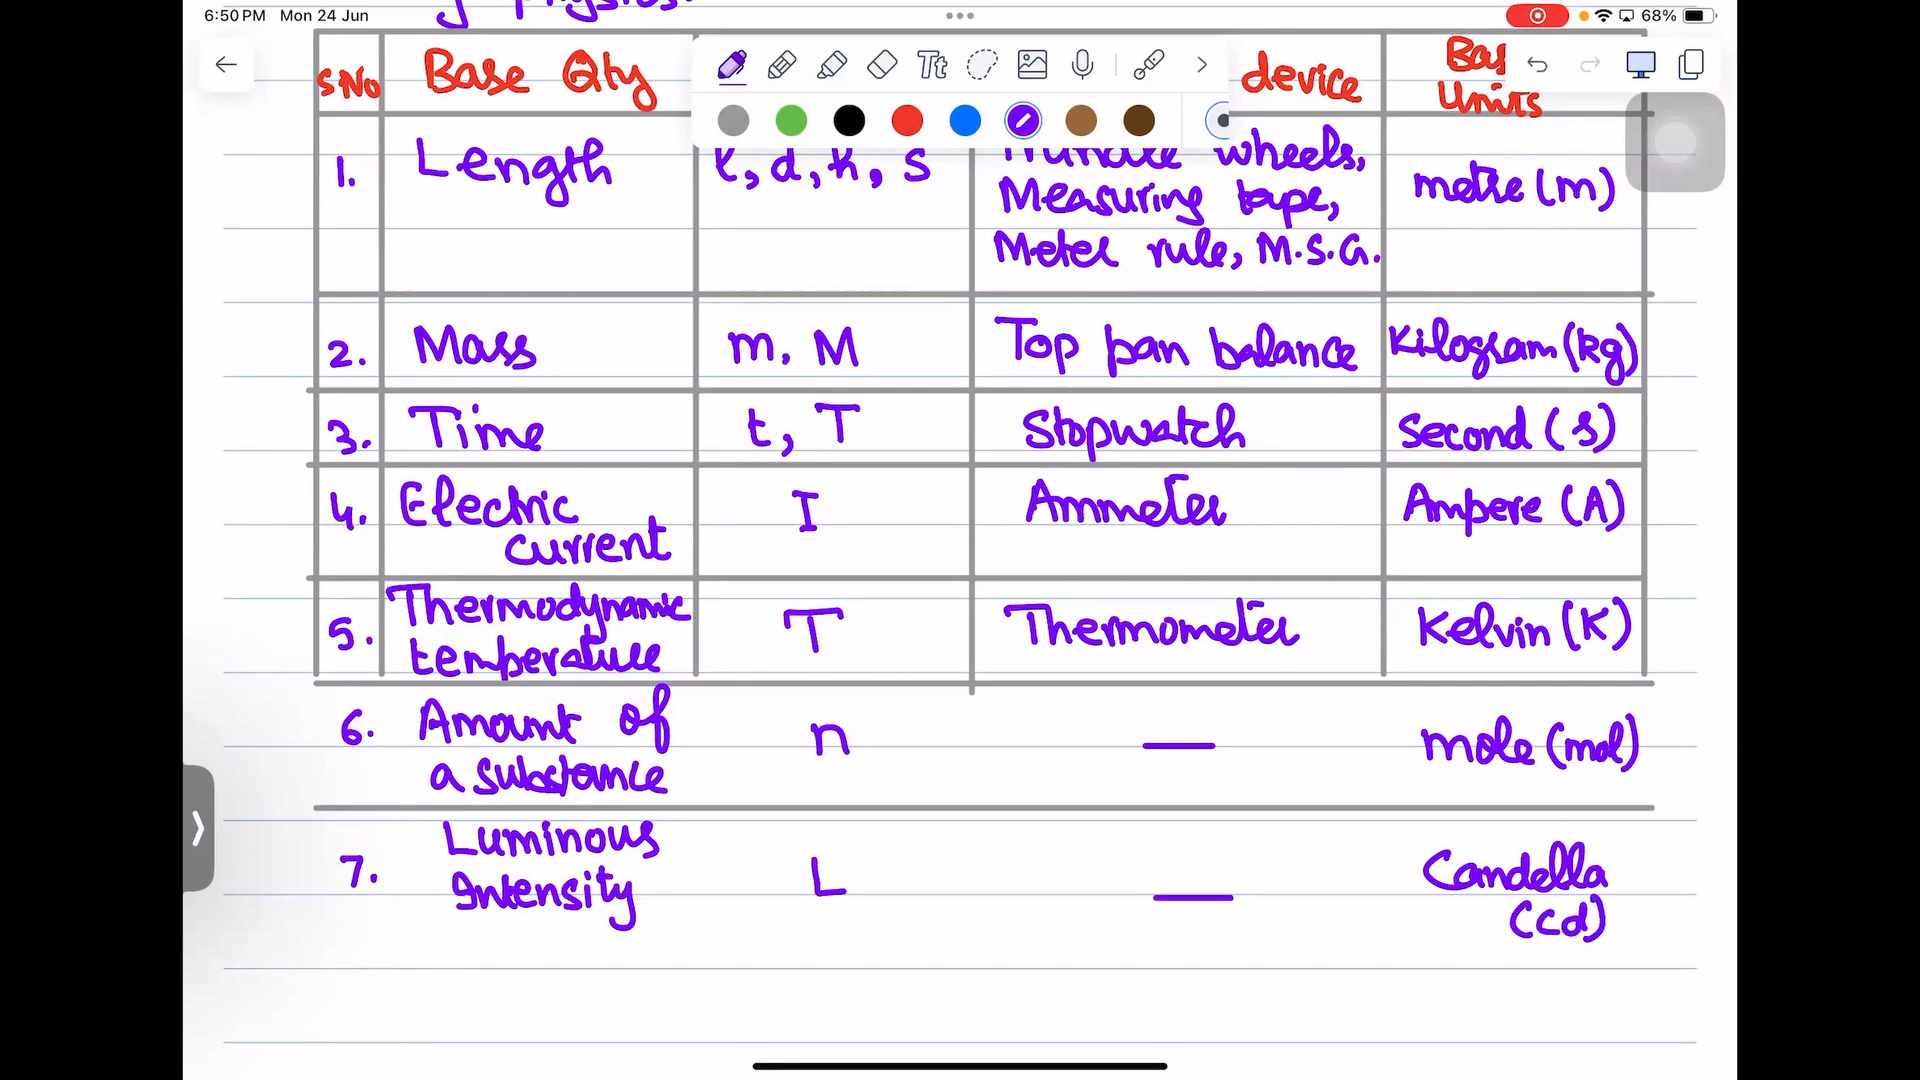 6:50 PM Mon 24 Jun
68%
S No Base Qty device Units
Tt
1. Length l, d, h, s wheels, metre (m)
Measuring tape,
Meter rule, M.S.G.
2. Mass m, M Top pan balance Kilogram (kg)
3. Time t, T Stopwatch Second (s)
4. Electric I Ammeter Ampere (A)
current
5. Thermodynamic T Thermometer Kelvin (K)
temperature
6. Amount of n — mole (mol)
a substance
7. Luminous L — Candella
Intensity (cd)